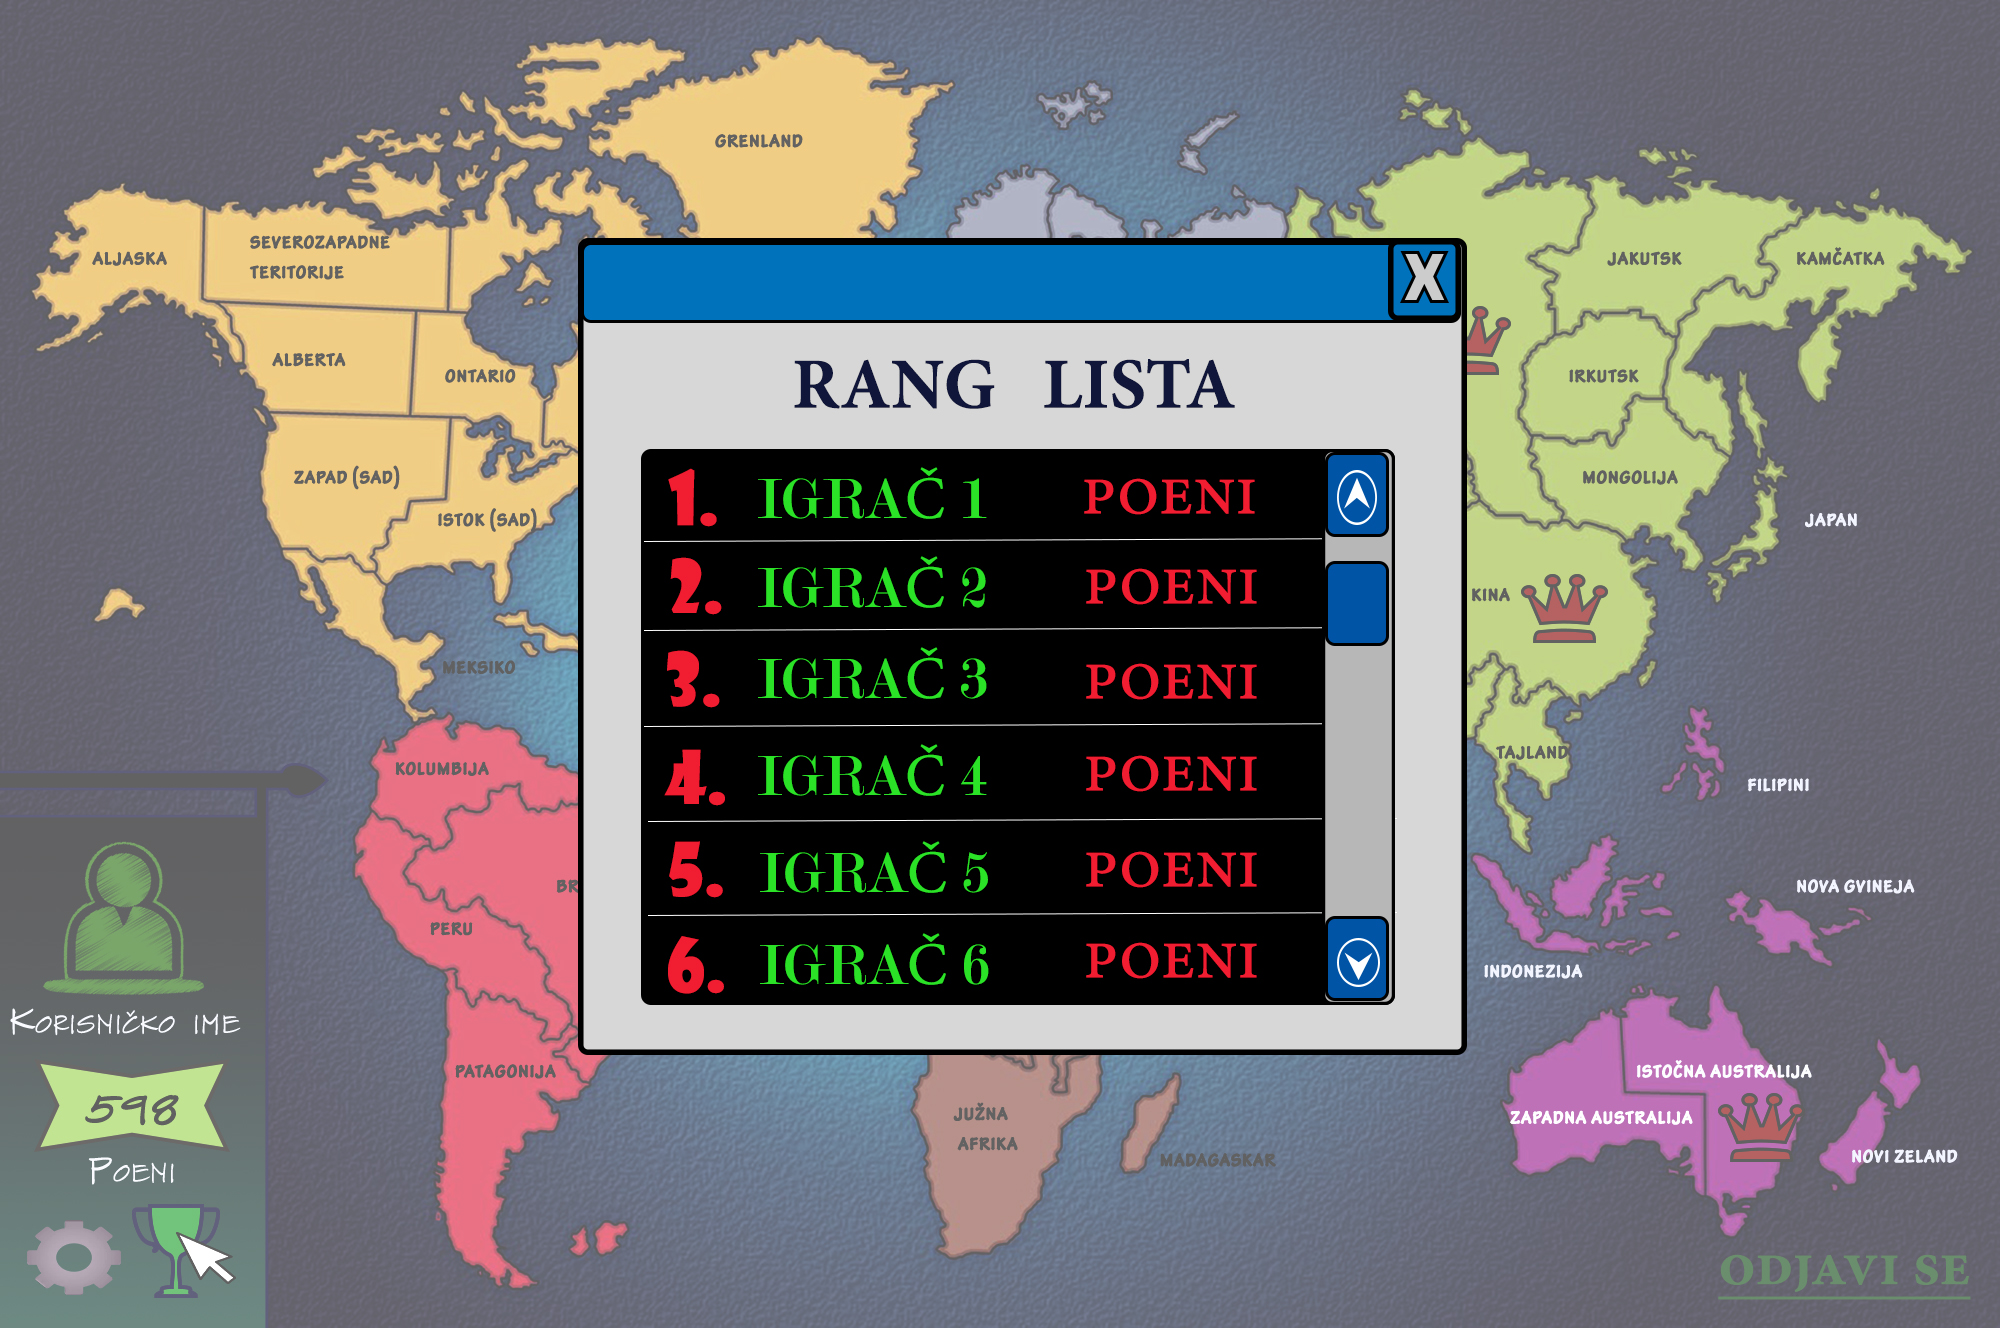 GRENLAND
SEVEROZAPADNE
TERITORIJE
ALJASKA
JAKUTSK
KAMČATKA
X
ALBERTA
ONTARIO
IRKUTSK
RANG LISTA
ZAPAD (SAD)
MONGOLIJA
ISTOK (SAD)
JAPAN
1. IGRAČ 1 POENI
2. IGRAČ 2 POENI
KINA
3. IGRAČ 3 POENI
MEKSIKO
4. IGRAČ 4 POENI
TAJLAND
KOLUMBIJA
FILIPINI
5. IGRAČ 5 POENI
BR
NOVA GVINEJA
PERU
6. IGRAČ 6 POENI
INDONEZIJA
KORISNIČKO IME
PATAGONIJA
ISTOČNA AUSTRALIJA
598
JUŽNA
AFRIKA
ZAPADNA AUSTRALIJA
MADAGASKAR
NOVI ZELAND
POENI
ODJAVI SE